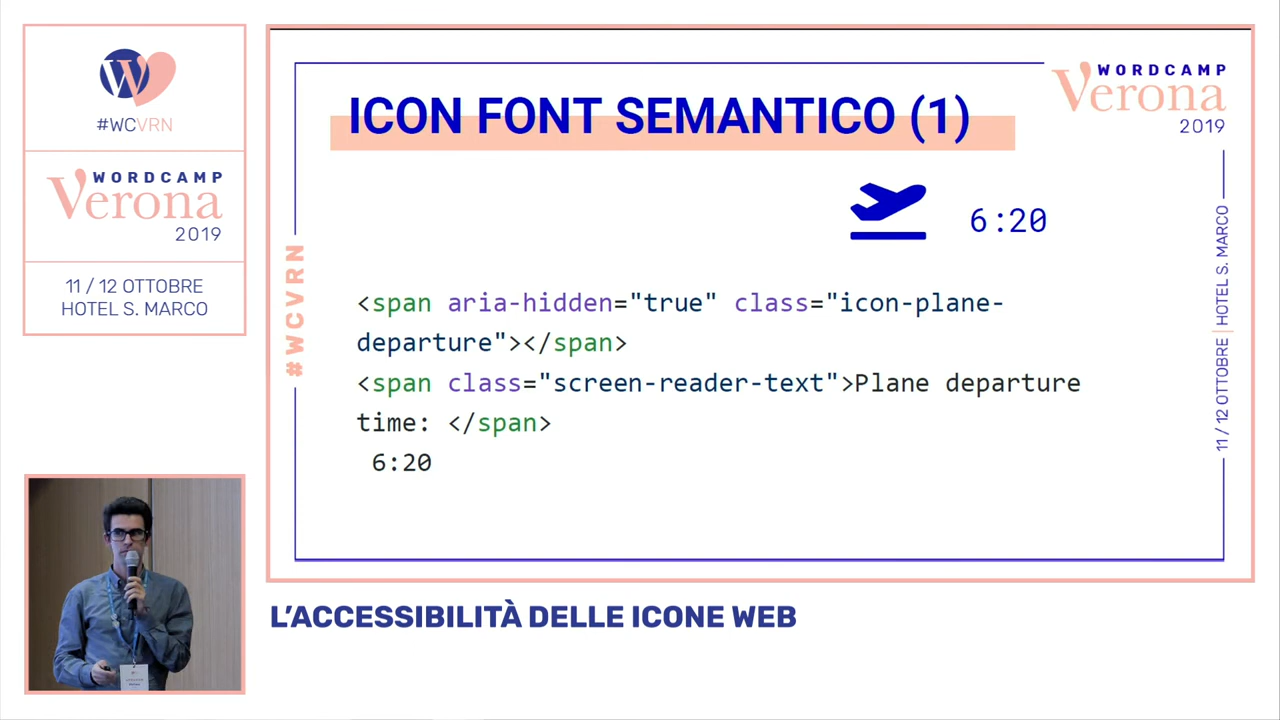 #WCVRN
WORDCAMP
Verona
2019
11 / 12 OTTOBRE
HOTEL S. MARCO
ICON FONT SEMANTICO (1)
WORDCAMP
Verona
2019
6:20
#WCVRN
<span aria-hidden="true" class="icon-plane-
departure"></span>
<span class="screen-reader-text">Plane departure
time: </span>
6:20
11 / 12 OTTOBRE | HOTEL S. MARCO
L'ACCESSIBILITÀ DELLE ICONE WEB